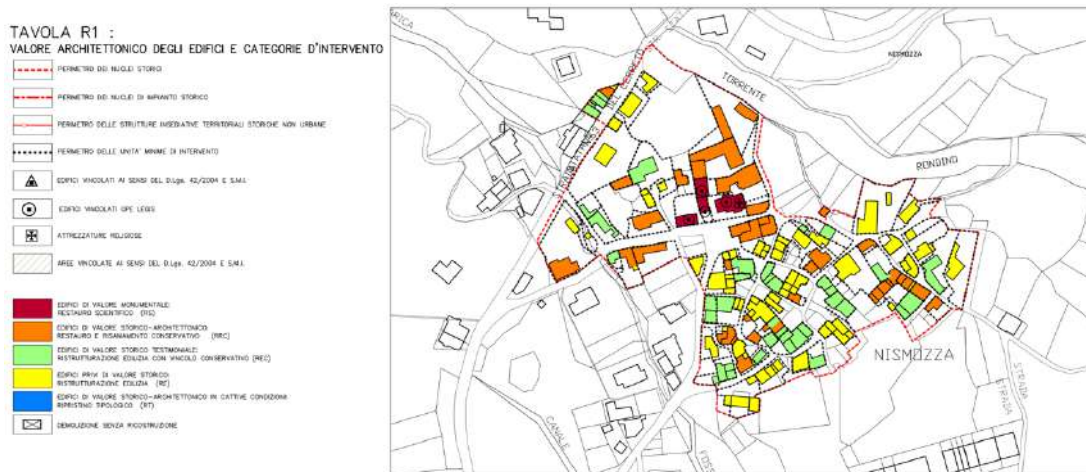 TAVOLA R1 :
VALORE ARCHITETTONICO DEGLI EDIFICI E CATEGORIE D'INTERVENTO
PERIMETRO DEI NUCLEI STORICI
PERIMETRO DEI NUCLEI DI IMPIANTO STORICO
PERIMETRO DELLE STRUTTURE INSEDIATIVE TERRITORIALI STORICHE NON URBANE
PERIMETRO DELLE UNITA' MINIME DI INTERVENTO
EDIFICI VINCOLATI AI SENSI DEL D.Lgs. 42/2004 E S.M.I.
EDIFICI VINCOLATI OPE LEGIS
ATTREZZATURE RELIGIOSE
AREE VINCOLATE AI SENSI DEL D.Lgs. 42/2004 E S.M.I.
EDIFICI DI VALORE MONUMENTALE:
RESTAURO SCIENTIFICO (RS)
EDIFICI DI VALORE STORICO-ARCHITETTONICO:
RESTAURO E RISANAMENTO CONSERVATIVO (RRC)
EDIFICI DI VALORE STORICO TESTIMONIALE:
RISTRUTTURAZIONE EDILIZIA CON VINCOLO CONSERVATIVO (REC)
EDIFICI PRIVI DI VALORE STORICO:
RISTRUTTURAZIONE EDILIZIA (RE)
EDIFICI DI VALORE STORICO-ARCHITETTONICO IN CATTIVE CONDIZIONI:
RIPRISTINO TIPOLOGICO (RT)
DEMOLIZIONE SENZA RICOSTRUZIONE
NISMOZZA
TORRENTE
RONDINO
DEL CERRETO
NISMOZZA
STRADA
STRADA
CANALE